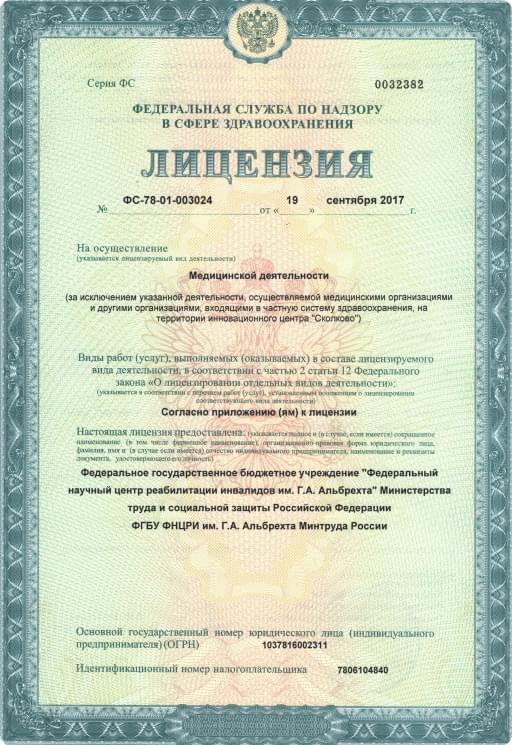 Серия ФС 0032382
ФЕДЕРАЛЬНАЯ СЛУЖБА ПО НАДЗОРУ
В СФЕРЕ ЗДРАВООХРАНЕНИЯ
ЛИЦЕНЗИЯ
№ ФС-78-01-003024 от « 19 » сентября 2017 г.
На осуществление
(указывается лицензируемый вид деятельности)
Медицинской деятельности
(за исключением указанной деятельности, осуществляемой медицинскими организациями
и другими организациями, входящими в частную систему здравоохранения, на
территории инновационного центра "Сколково")
Виды работ (услуг), выполняемых (оказываемых) в составе лицензируемого
вида деятельности, в соответствии с частью 2 статьи 12 Федерального
закона «О лицензировании отдельных видов деятельности»:
(указываются в соответствии с перечнем работ (услуг), установленным положением о лицензировании
соответствующего вида деятельности)
Согласно приложению (ям) к лицензии
Настоящая лицензия предоставлена: (указывается полное и (в случае, если имеется) сокращенное
наименование (в том числе фирменное наименование), организационно-правовая форма юридического лица,
фамилия, имя и (в случае если имеется) отчество индивидуального предпринимателя, наименование и реквизиты
документа, удостоверяющего его личность)
Федеральное государственное бюджетное учреждение "Федеральный
научный центр реабилитации инвалидов им. Г.А. Альбрехта" Министерства
труда и социальной защиты Российской Федерации
ФГБУ ФНЦРИ им. Г.А. Альбрехта Минтруда России
Основной государственный номер юридического лица (индивидуального
предпринимателя) (ОГРН) 1037816002311
Идентификационный номер налогоплательщика 7806104840